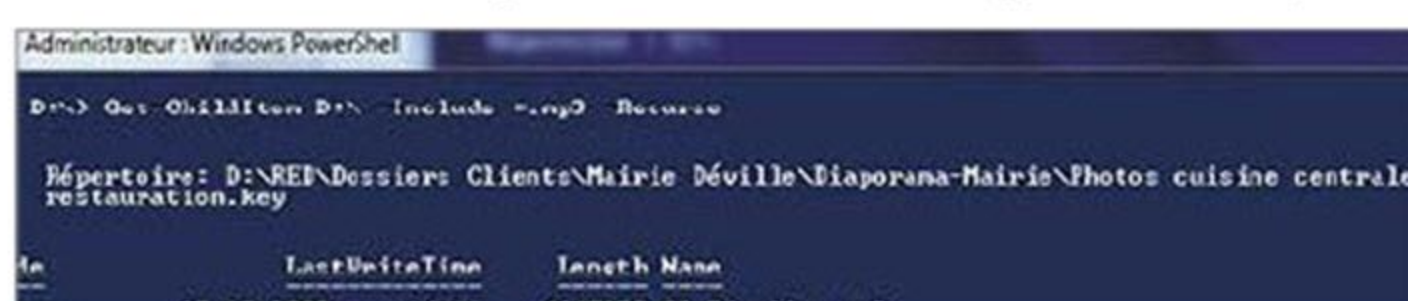 Administrateur : Windows PowerShell
D:\> Get-ChildItem D:\ -Include *.mp3 -Recurse
Répertoire: D:\RED\Dossiers Clients\Mairie Déville\Diaporama-Mairie\Photos cuisine centrale
restauration.key
LastWriteTime Length Name